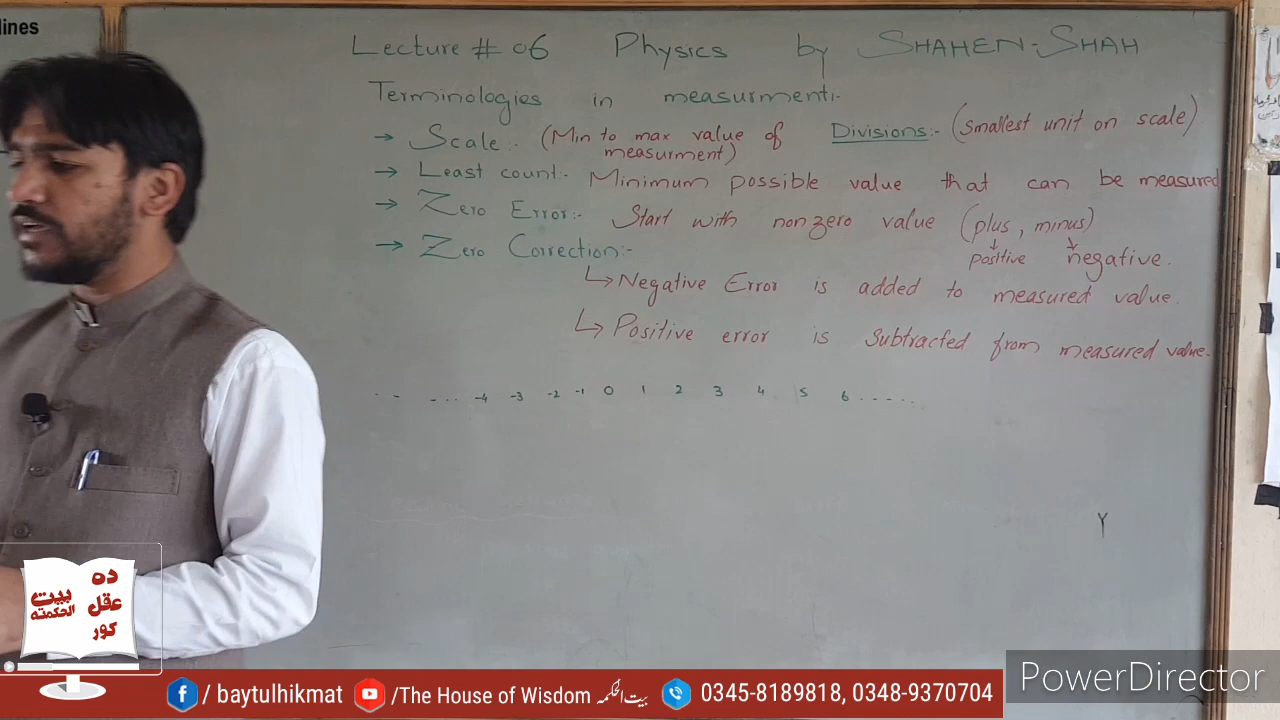 lines
Lecture # 06 Physics by SHAHEEN-SHAH
Terminologies in measurment:-
→ Scale:- (Min to max value of measurment) Divisions:- (smallest unit on scale)
→ Least count:- Minimum possible value that can be measured
→ Zero Error:- Start with nonzero value (plus, minus)
↓ positive ↓ negative.
→ Zero Correction:-
↳ Negative Error is added to measured value.
↳ Positive error is subtracted from measured value.
.. - ... -4 -3 -2 -1 0 1 2 3 4 5 6 .....
Y
ده
عقل
کور
بیت
الحکمته
/ baytulhikmat /The House of Wisdom بیت الحکمہ 0345-8189818, 0348-9370704
PowerDirector